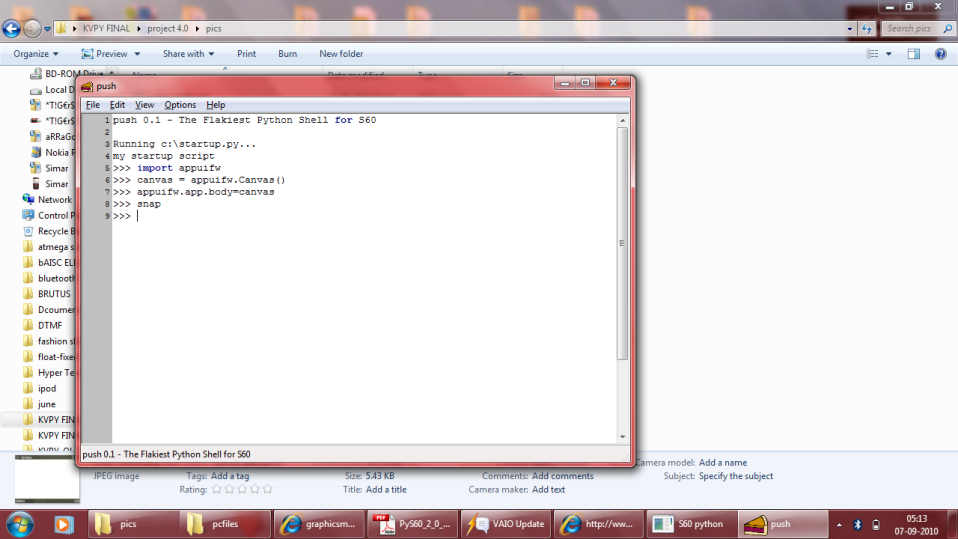 KVPY FINAL ▸ project 4.0 ▸ pics
Search pics
Organize Preview Share with Print Burn New folder
BD-ROM Drive
Name Date modified Type Size
Local D
*T!G€r$
*T!G€r$
Nokia P
Simar
Simar
Network
Control P
Recycle B
atmega s
bAISC EL
bluetooth
BRUTUS
Dcoumen
DTMF
fashion sh
float-fixed
Hyper Te
ipod
june
KVPY FIN
KVPY FIN
push
File Edit View Options Help
1 push 0.1 - The Flakiest Python Shell for S60
2
3 Running c:\startup.py...
4 my startup script
5 >>> import appuifw
6 >>> canvas = appuifw.Canvas()
7 >>> appuifw.app.body=canvas
8 >>> snap
9 >>>
push 0.1 - The Flakiest Python Shell for S60
Camera model: Add a name
JPEG image Tags: Add a tag Size: 5.43 KB Comments: Add comments Subject: Specify the subject
Rating: Title: Add a title Camera maker: Add text
pics pcfiles graphicsm... PyS60_2_0_... VAIO Update http://ww... S60 python push
05:13
07-09-2010